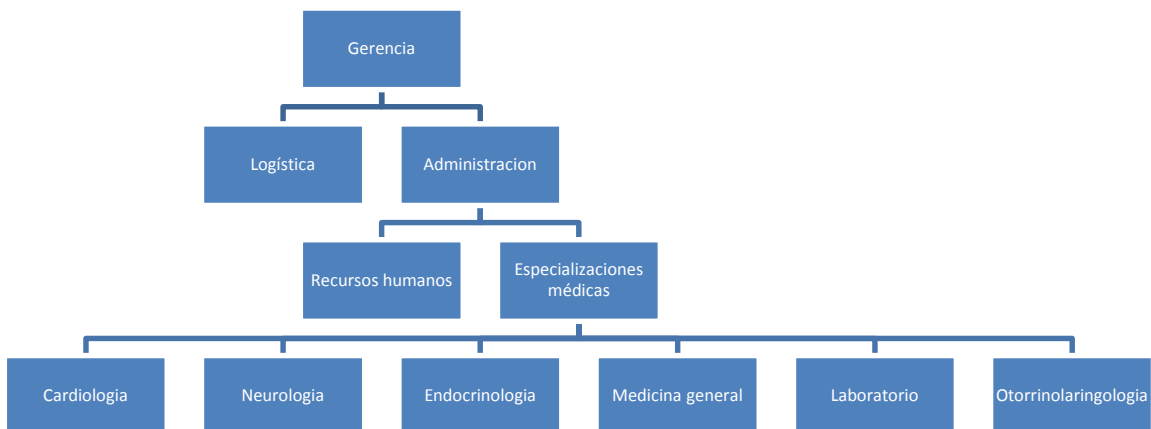 Gerencia
Logística
Administracion
Recursos humanos
Especializaciones
médicas
Cardiologia
Neurologia
Endocrinologia
Medicina general
Laboratorio
Otorrinolaringologia